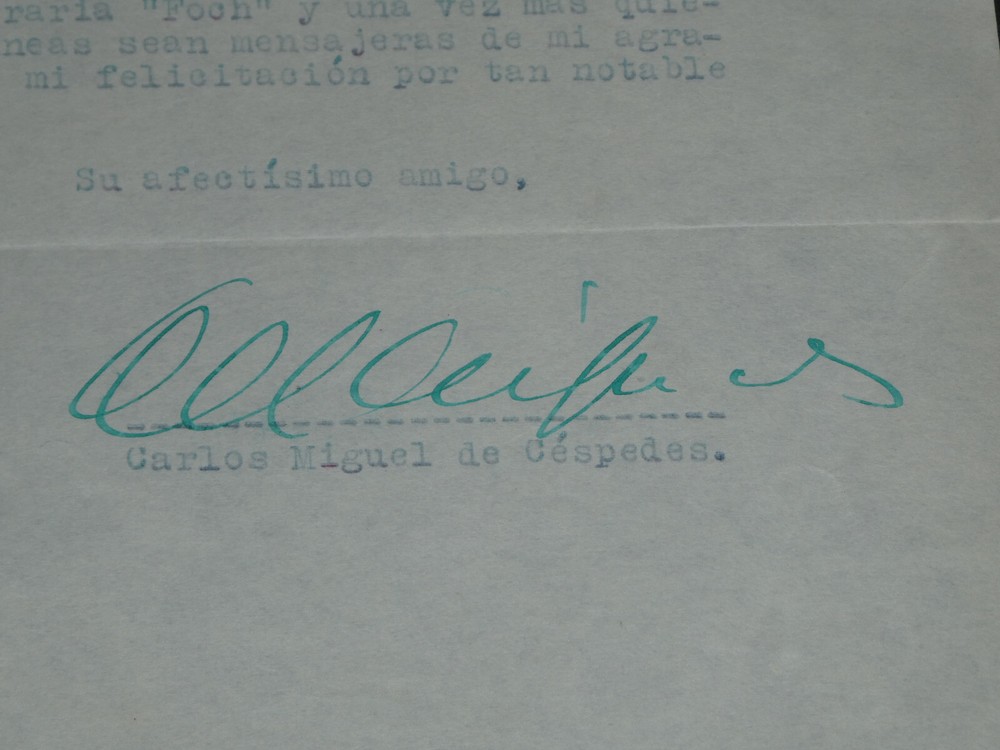 raria "Foch" y una vez más quie-
neas sean mensajeras de mi agra-
mi felicitación por tan notable
Su afectísimo amigo,
Carlos Miguel de Céspedes.